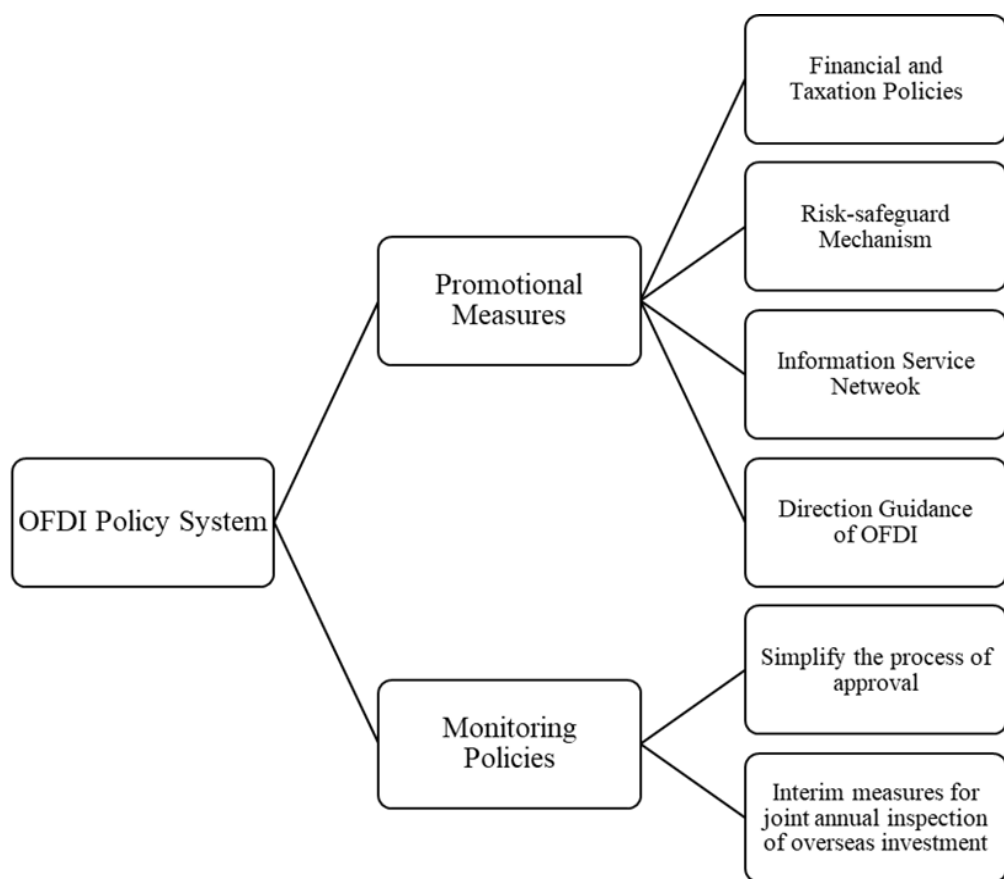 Financial and
Taxation Policies
Risk-safeguard
Mechanism
Promotional
Measures
Information Service
Netweok
OFDI Policy System
Direction Guidance
of OFDI
Simplify the process of
approval
Monitoring
Policies
Interim measures for
joint annual inspection
of overseas investment